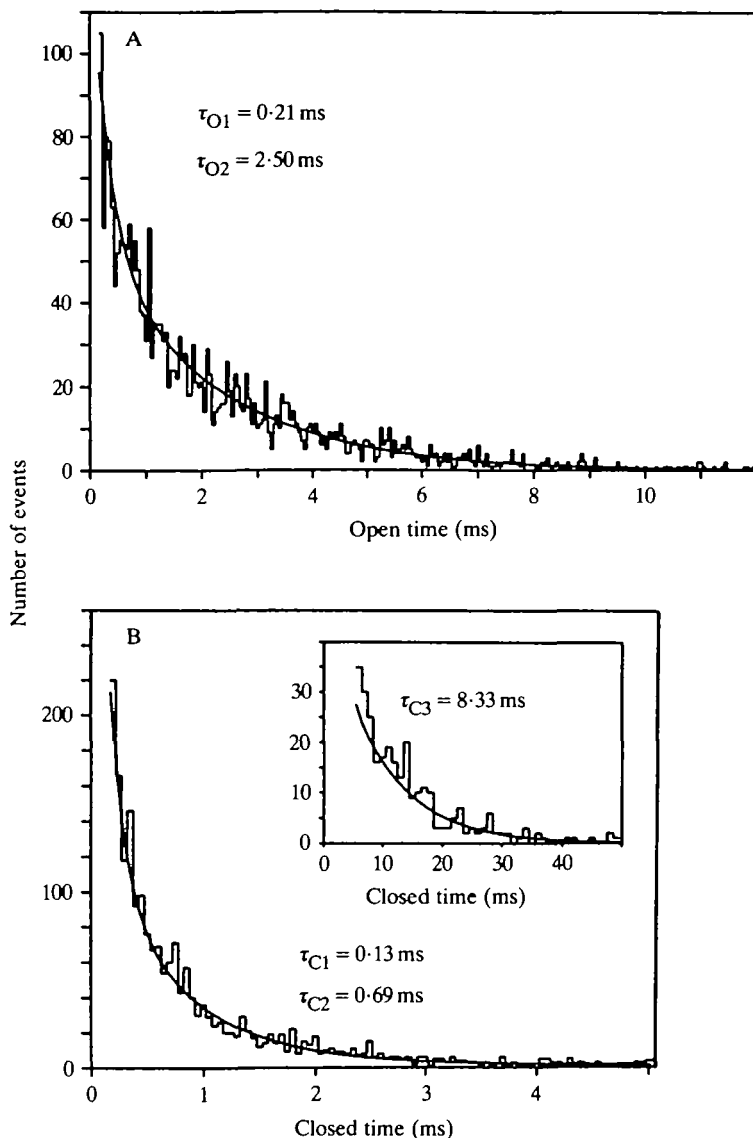 A
τO1 = 0·21 ms
τO2 = 2·50 ms
100
80
60
40
20
0
0 2 4 6 8 10
Open time (ms)
Number of events
B
τC3 = 8·33 ms
30
20
10
0
0 10 20 30 40
Closed time (ms)
τC1 = 0·13 ms
τC2 = 0·69 ms
200
100
0
0 1 2 3 4
Closed time (ms)